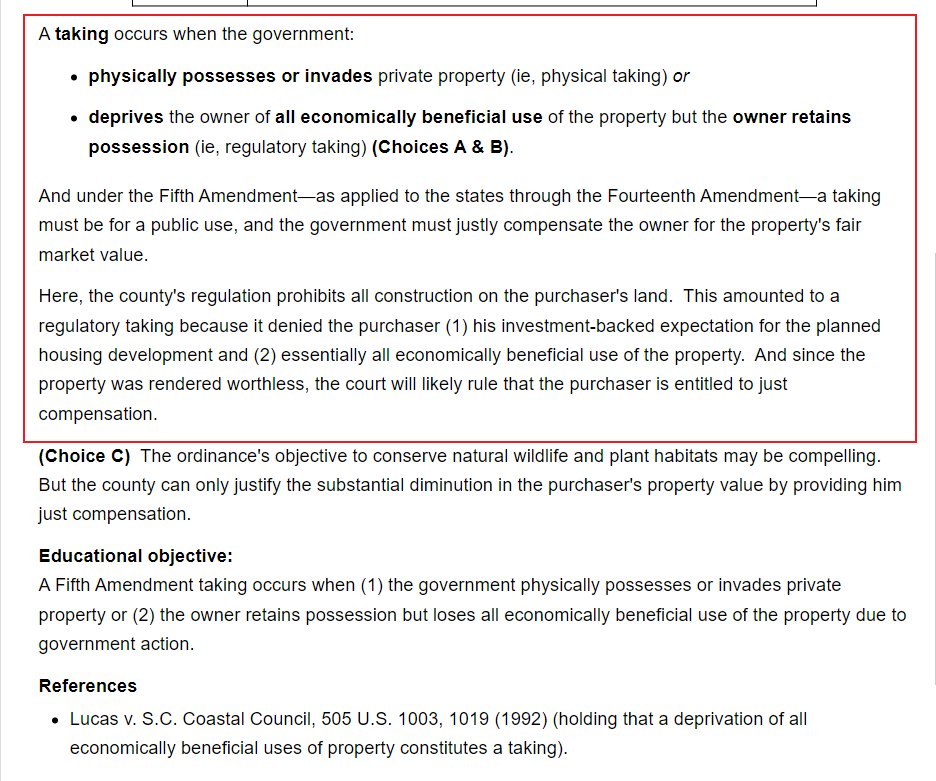 A taking occurs when the government:
• physically possesses or invades private property (ie, physical taking) or
• deprives the owner of all economically beneficial use of the property but the owner retains
possession (ie, regulatory taking) (Choices A & B).
And under the Fifth Amendment—as applied to the states through the Fourteenth Amendment—a taking
must be for a public use, and the government must justly compensate the owner for the property's fair
market value.
Here, the county's regulation prohibits all construction on the purchaser's land.  This amounted to a
regulatory taking because it denied the purchaser (1) his investment-backed expectation for the planned
housing development and (2) essentially all economically beneficial use of the property.  And since the
property was rendered worthless, the court will likely rule that the purchaser is entitled to just
compensation.
(Choice C)  The ordinance's objective to conserve natural wildlife and plant habitats may be compelling.
But the county can only justify the substantial diminution in the purchaser's property value by providing him
just compensation.
Educational objective:
A Fifth Amendment taking occurs when (1) the government physically possesses or invades private
property or (2) the owner retains possession but loses all economically beneficial use of the property due to
government action.
References
• Lucas v. S.C. Coastal Council, 505 U.S. 1003, 1019 (1992) (holding that a deprivation of all
economically beneficial uses of property constitutes a taking).